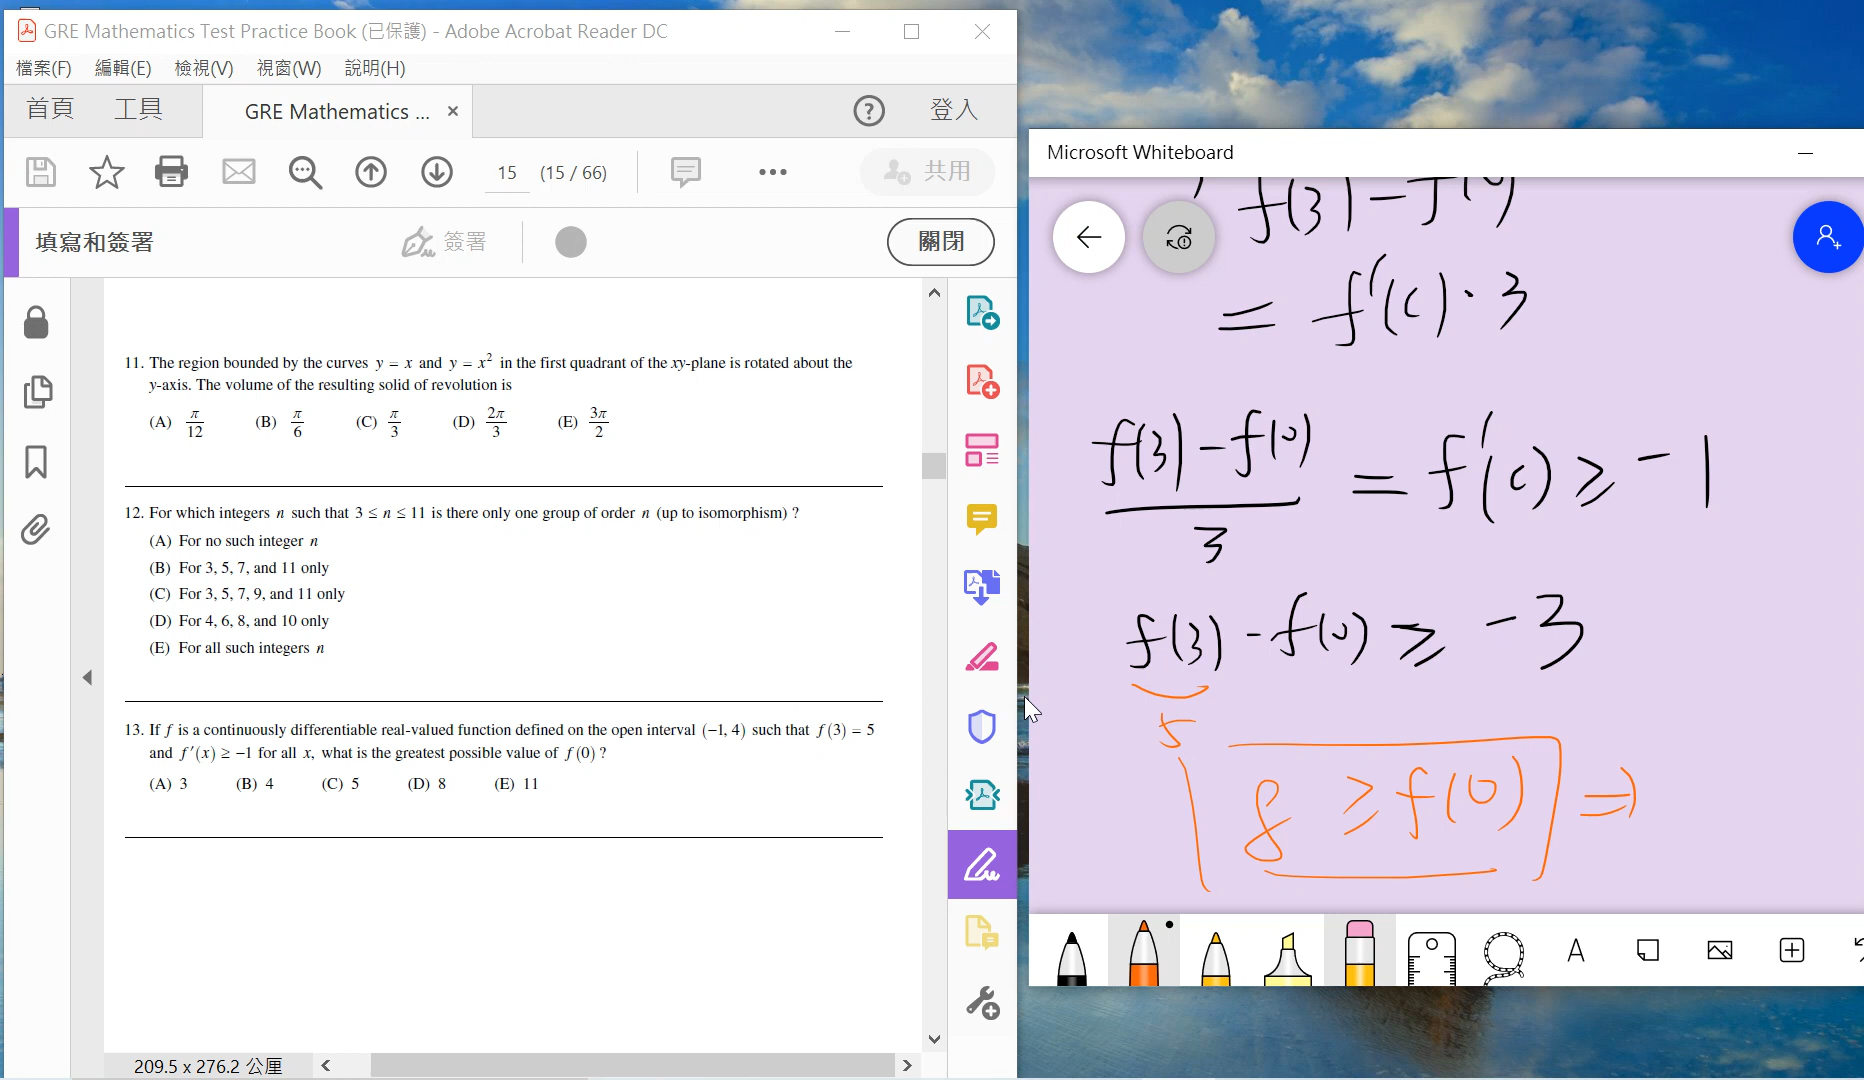 GRE Mathematics Test Practice Book (已保護) - Adobe Acrobat Reader DC
檔案(F) 編輯(E) 檢視(V) 視窗(W) 說明(H)
首頁 工具 GRE Mathematics ... × ? 登入
15 (15 / 66) 共用
填寫和簽署 簽署 關閉
11. The region bounded by the curves y = x and y = x² in the first quadrant of the xy-plane is rotated about the
y-axis. The volume of the resulting solid of revolution is
(A) π/12 (B) π/6 (C) π/3 (D) 2π/3 (E) 3π/2
12. For which integers n such that 3 ≤ n ≤ 11 is there only one group of order n (up to isomorphism) ?
(A) For no such integer n
(B) For 3, 5, 7, and 11 only
(C) For 3, 5, 7, 9, and 11 only
(D) For 4, 6, 8, and 10 only
(E) For all such integers n
13. If f is a continuously differentiable real-valued function defined on the open interval (−1, 4) such that f(3) = 5
and f′(x) ≥ −1 for all x, what is the greatest possible value of f(0) ?
(A) 3 (B) 4 (C) 5 (D) 8 (E) 11
209.5 x 276.2 公厘
Microsoft Whiteboard
f(3) - f(0)
= f'(c) · 3
(f(3) - f(0))/3 = f'(c) ≥ -1
f(3) - f(0) ≥ -3
5
8 ≥ f(0) ⇒
A